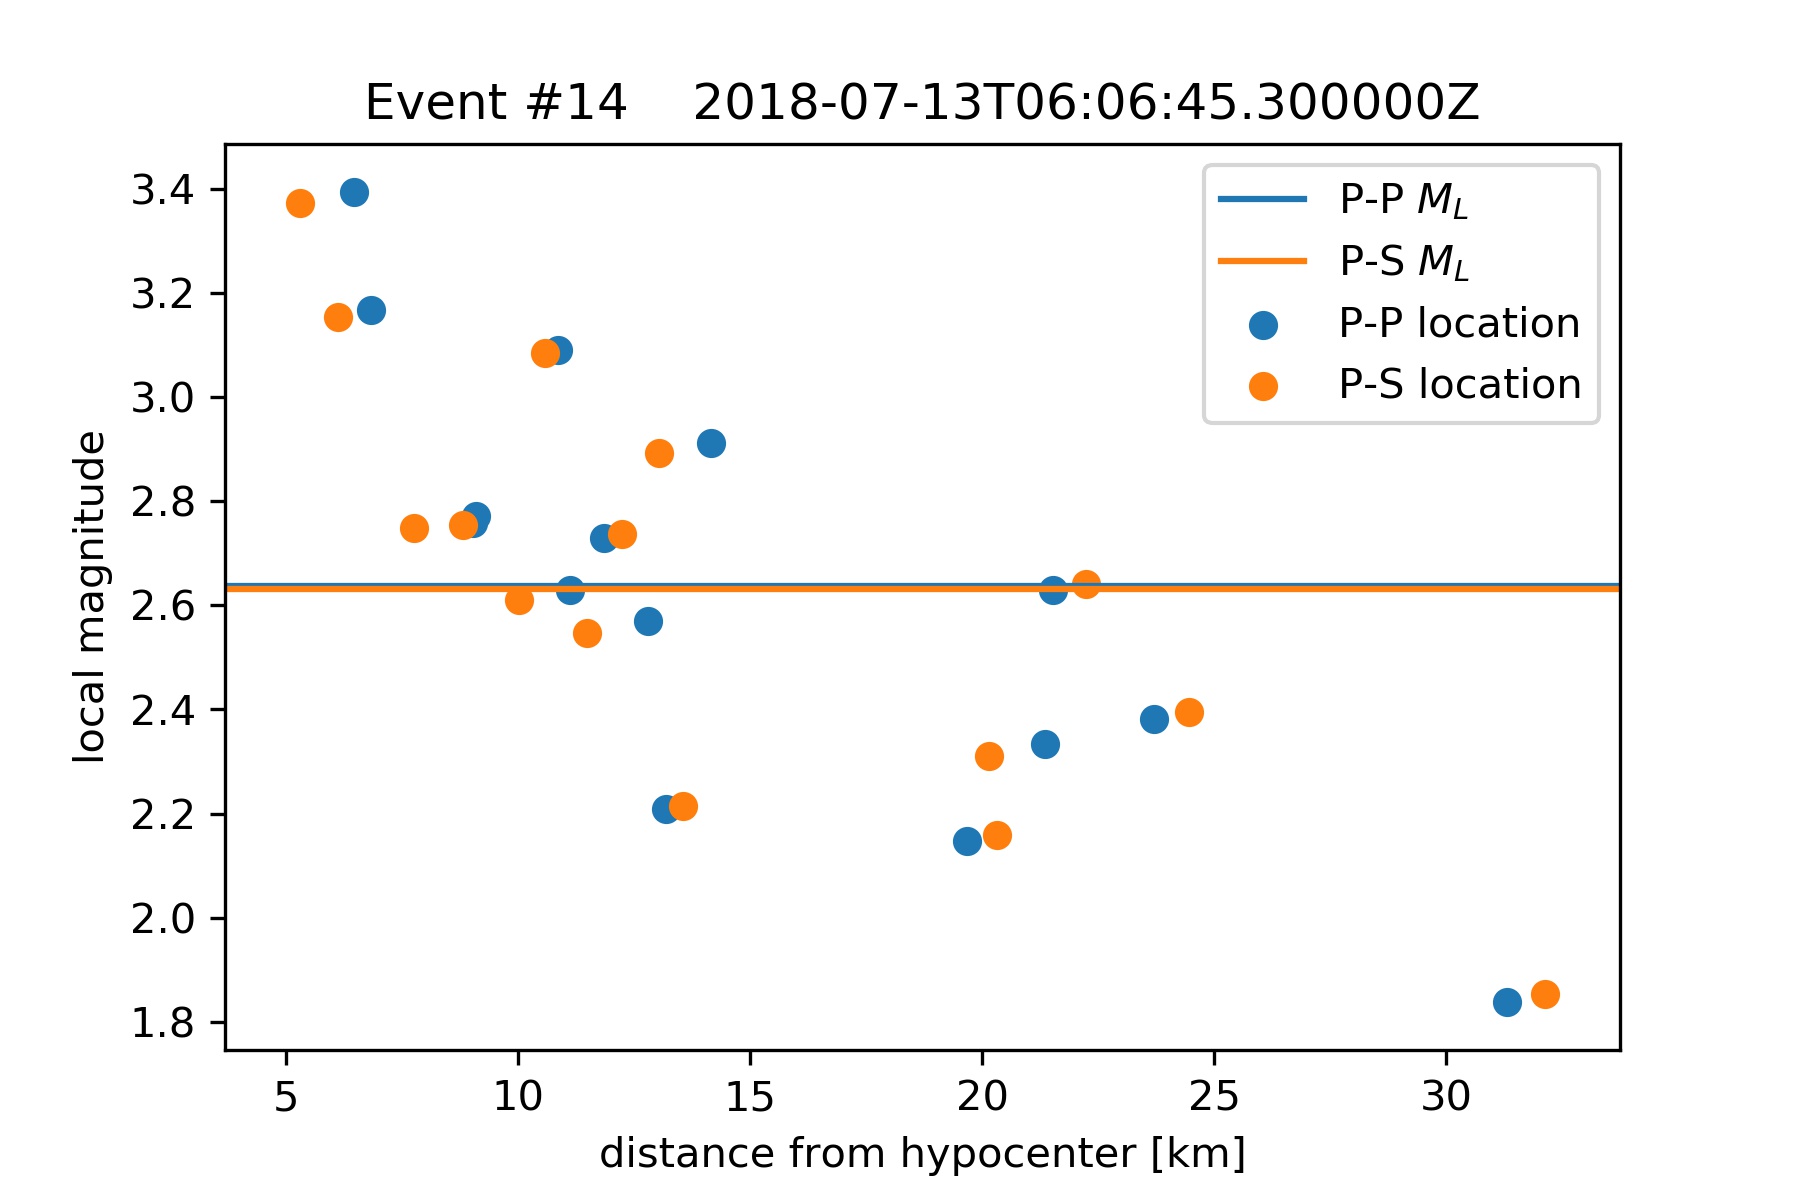 Event #14    2018-07-13T06:06:45.300000Z
3.4
3.2
3.0
2.8
2.6
2.4
2.2
2.0
1.8
local magnitude
P-P M_L
P-S M_L
P-P location
P-S location
5 10 15 20 25 30
distance from hypocenter [km]